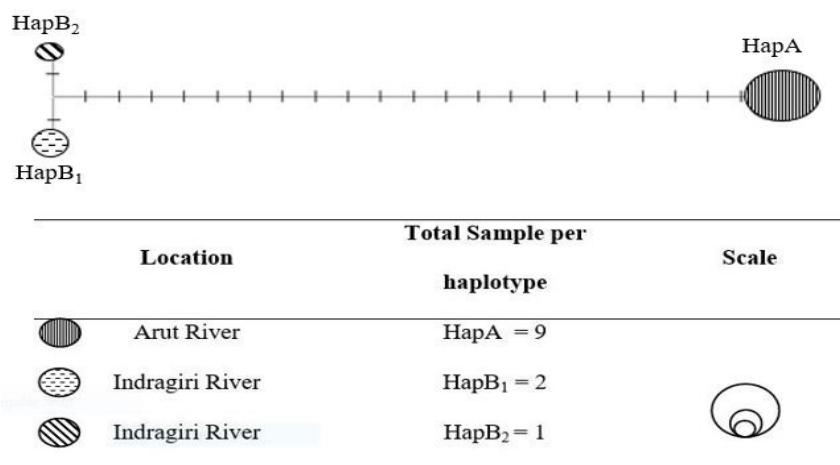 HapB₂
HapA
HapB₁
Location
Total Sample per
haplotype
Scale
Arut River
HapA = 9
Indragiri River
HapB₁ = 2
Indragiri River
HapB₂ = 1